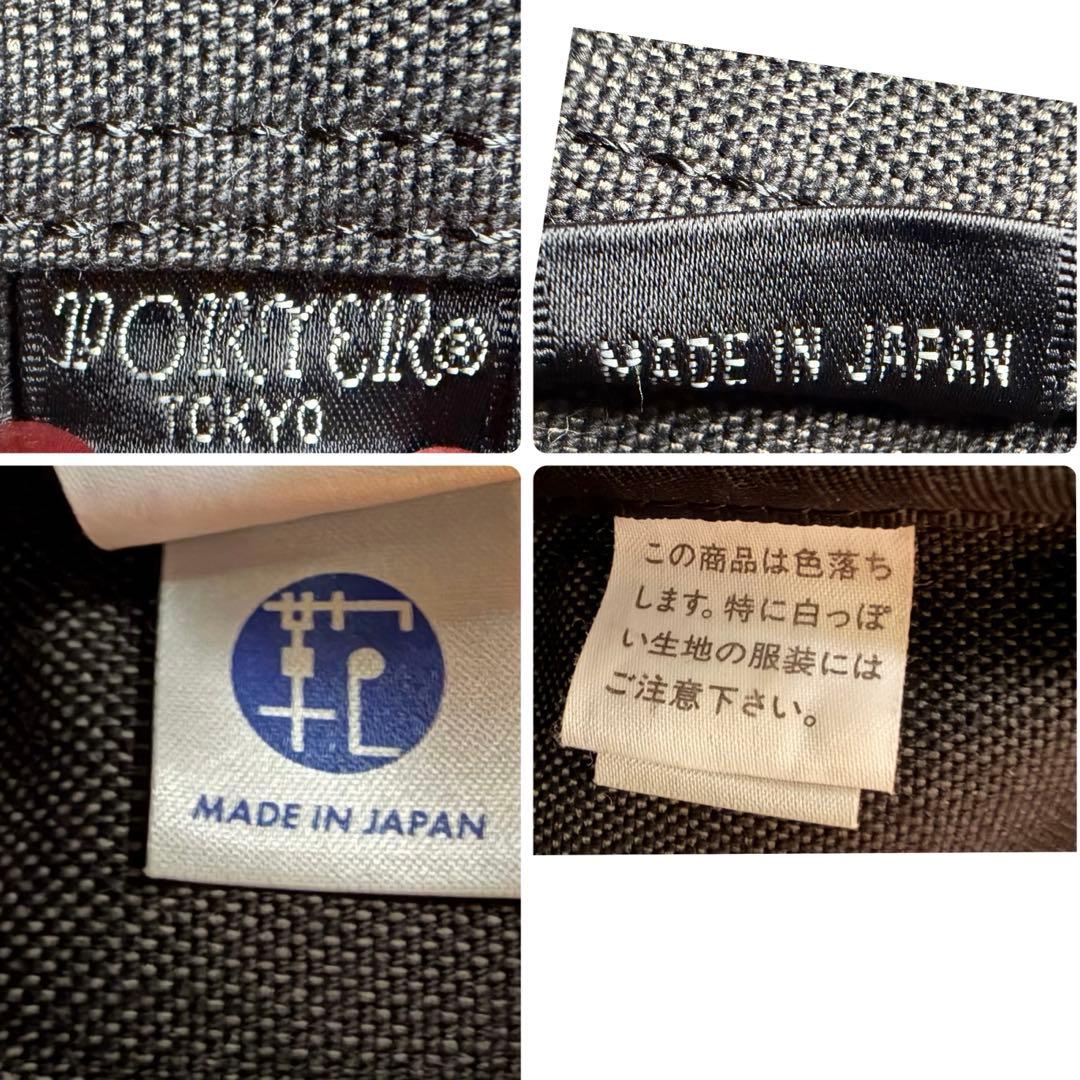 PORTER®
TOKYO
MADE IN JAPAN
鞄
MADE IN JAPAN
この商品は色落ち
します。特に白っぽ
い生地の服装には
ご注意下さい。